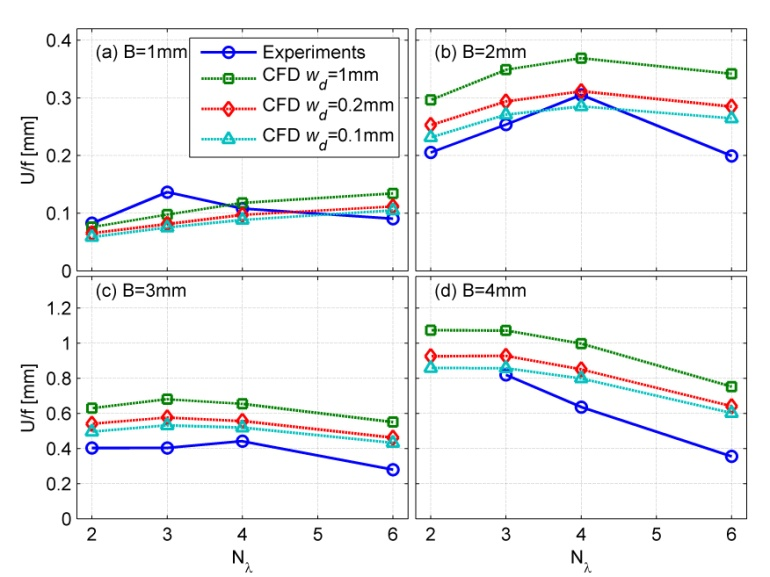 (a) B=1mm
Experiments
CFD w_d=1mm
CFD w_d=0.2mm
CFD w_d=0.1mm
(b) B=2mm
0.4
0.3
0.2
0.1
0
U/f [mm]
(c) B=3mm
(d) B=4mm
1.2
1
0.8
0.6
0.4
0.2
0
U/f [mm]
2 3 4 5 6
2 3 4 5 6
N_λ
N_λ